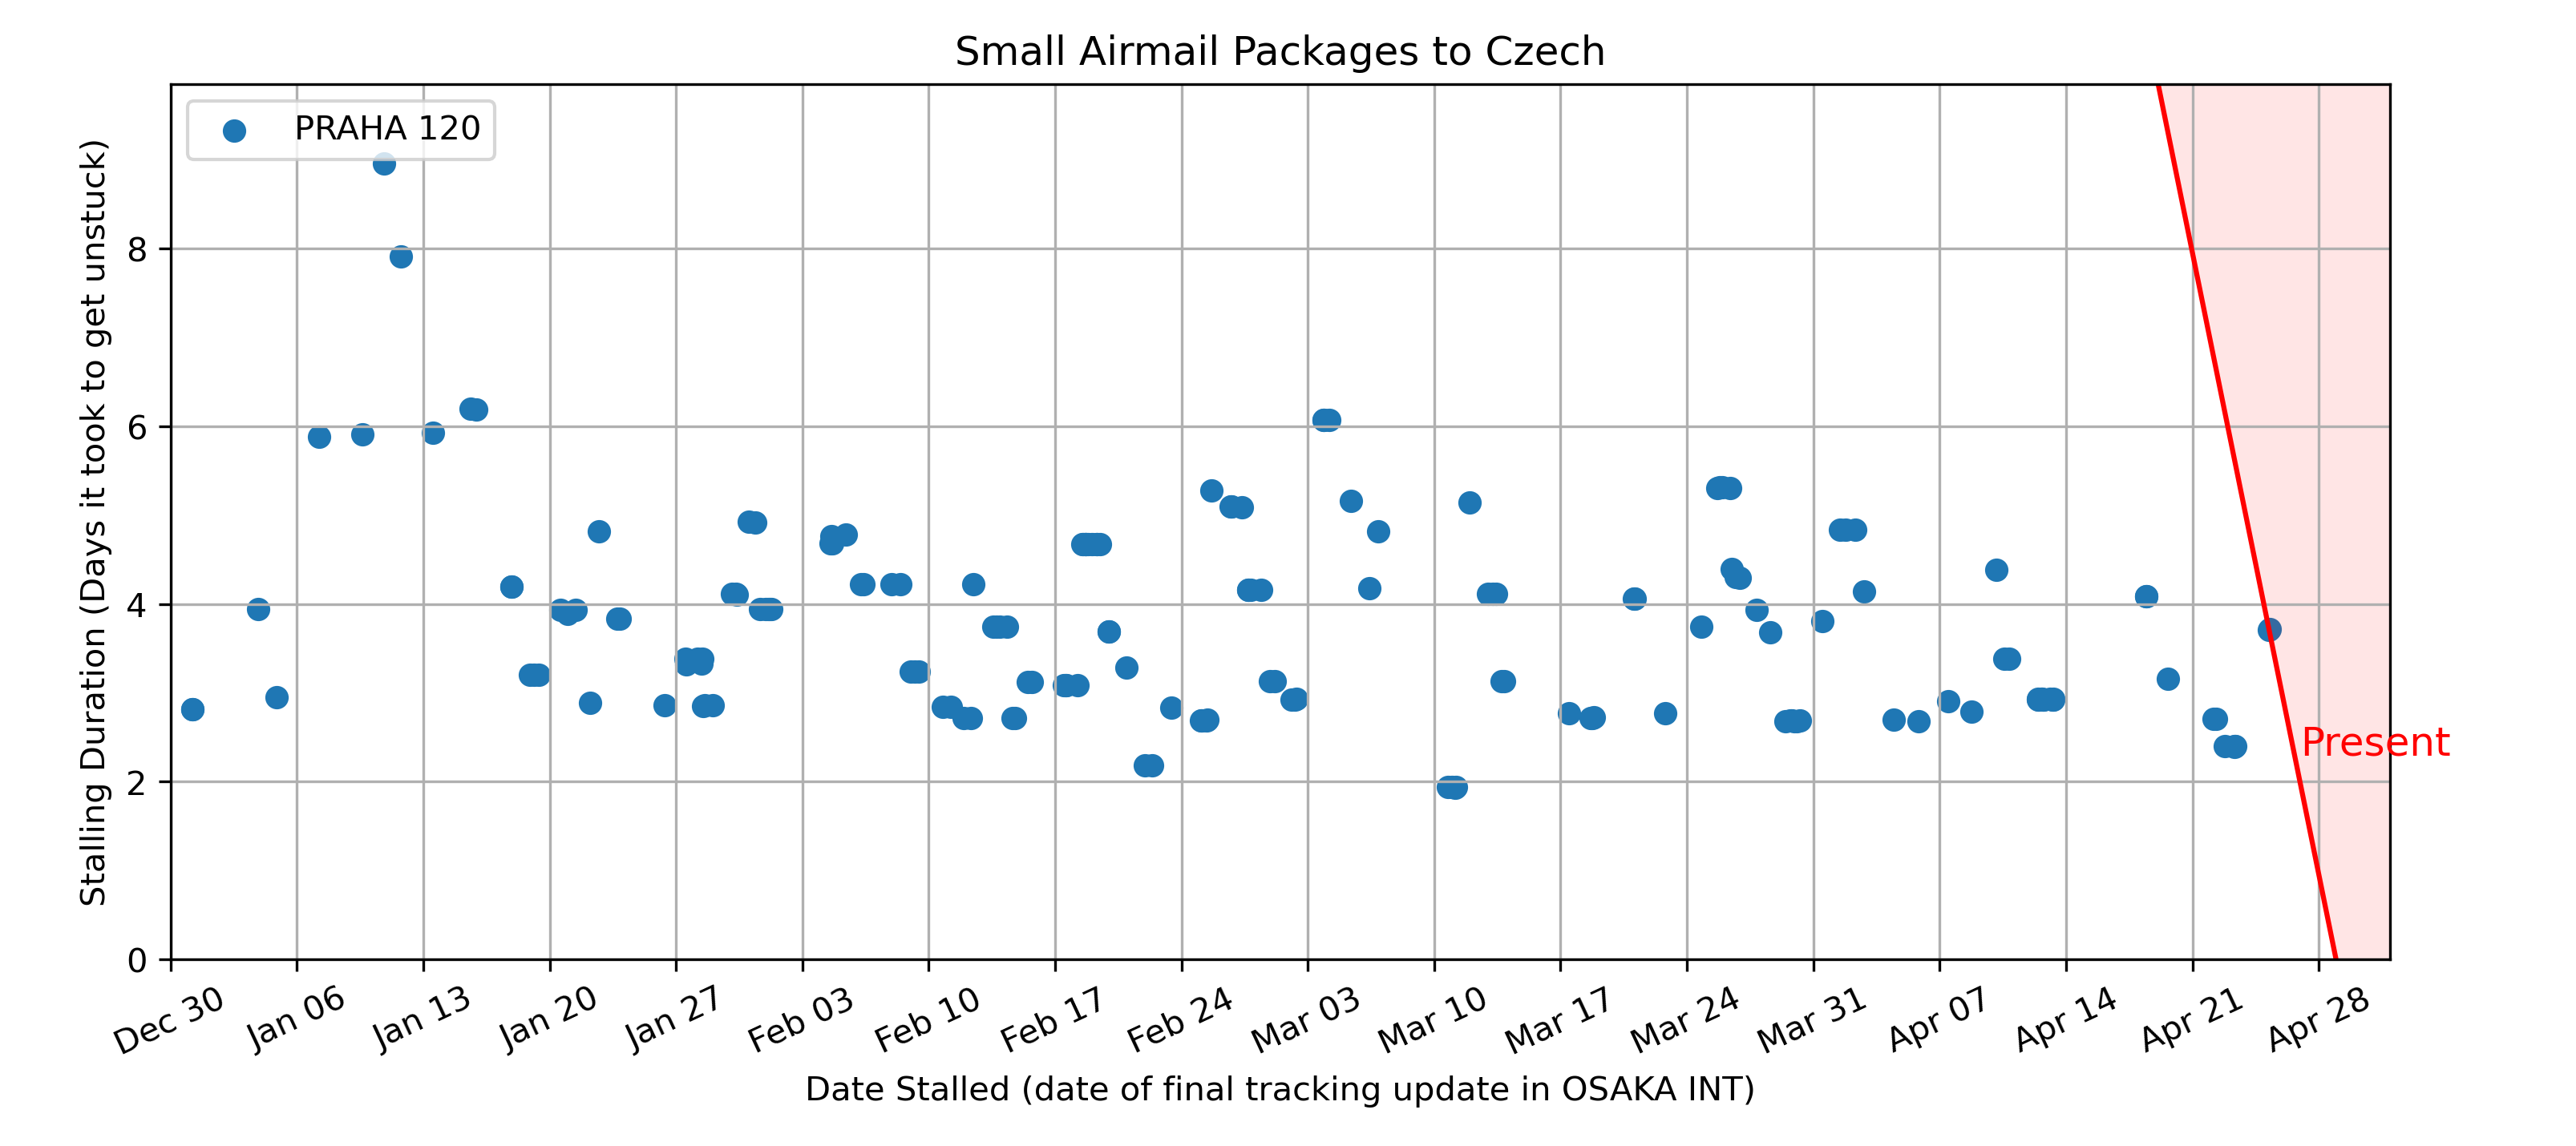 Small Airmail Packages to Czech
PRAHA 120
Stalling Duration (Days it took to get unstuck)
8
6
4
2
0
Present
Dec 30
Jan 06
Jan 13
Jan 20
Jan 27
Feb 03
Feb 10
Feb 17
Feb 24
Mar 03
Mar 10
Mar 17
Mar 24
Mar 31
Apr 07
Apr 14
Apr 21
Apr 28
Date Stalled (date of final tracking update in OSAKA INT)